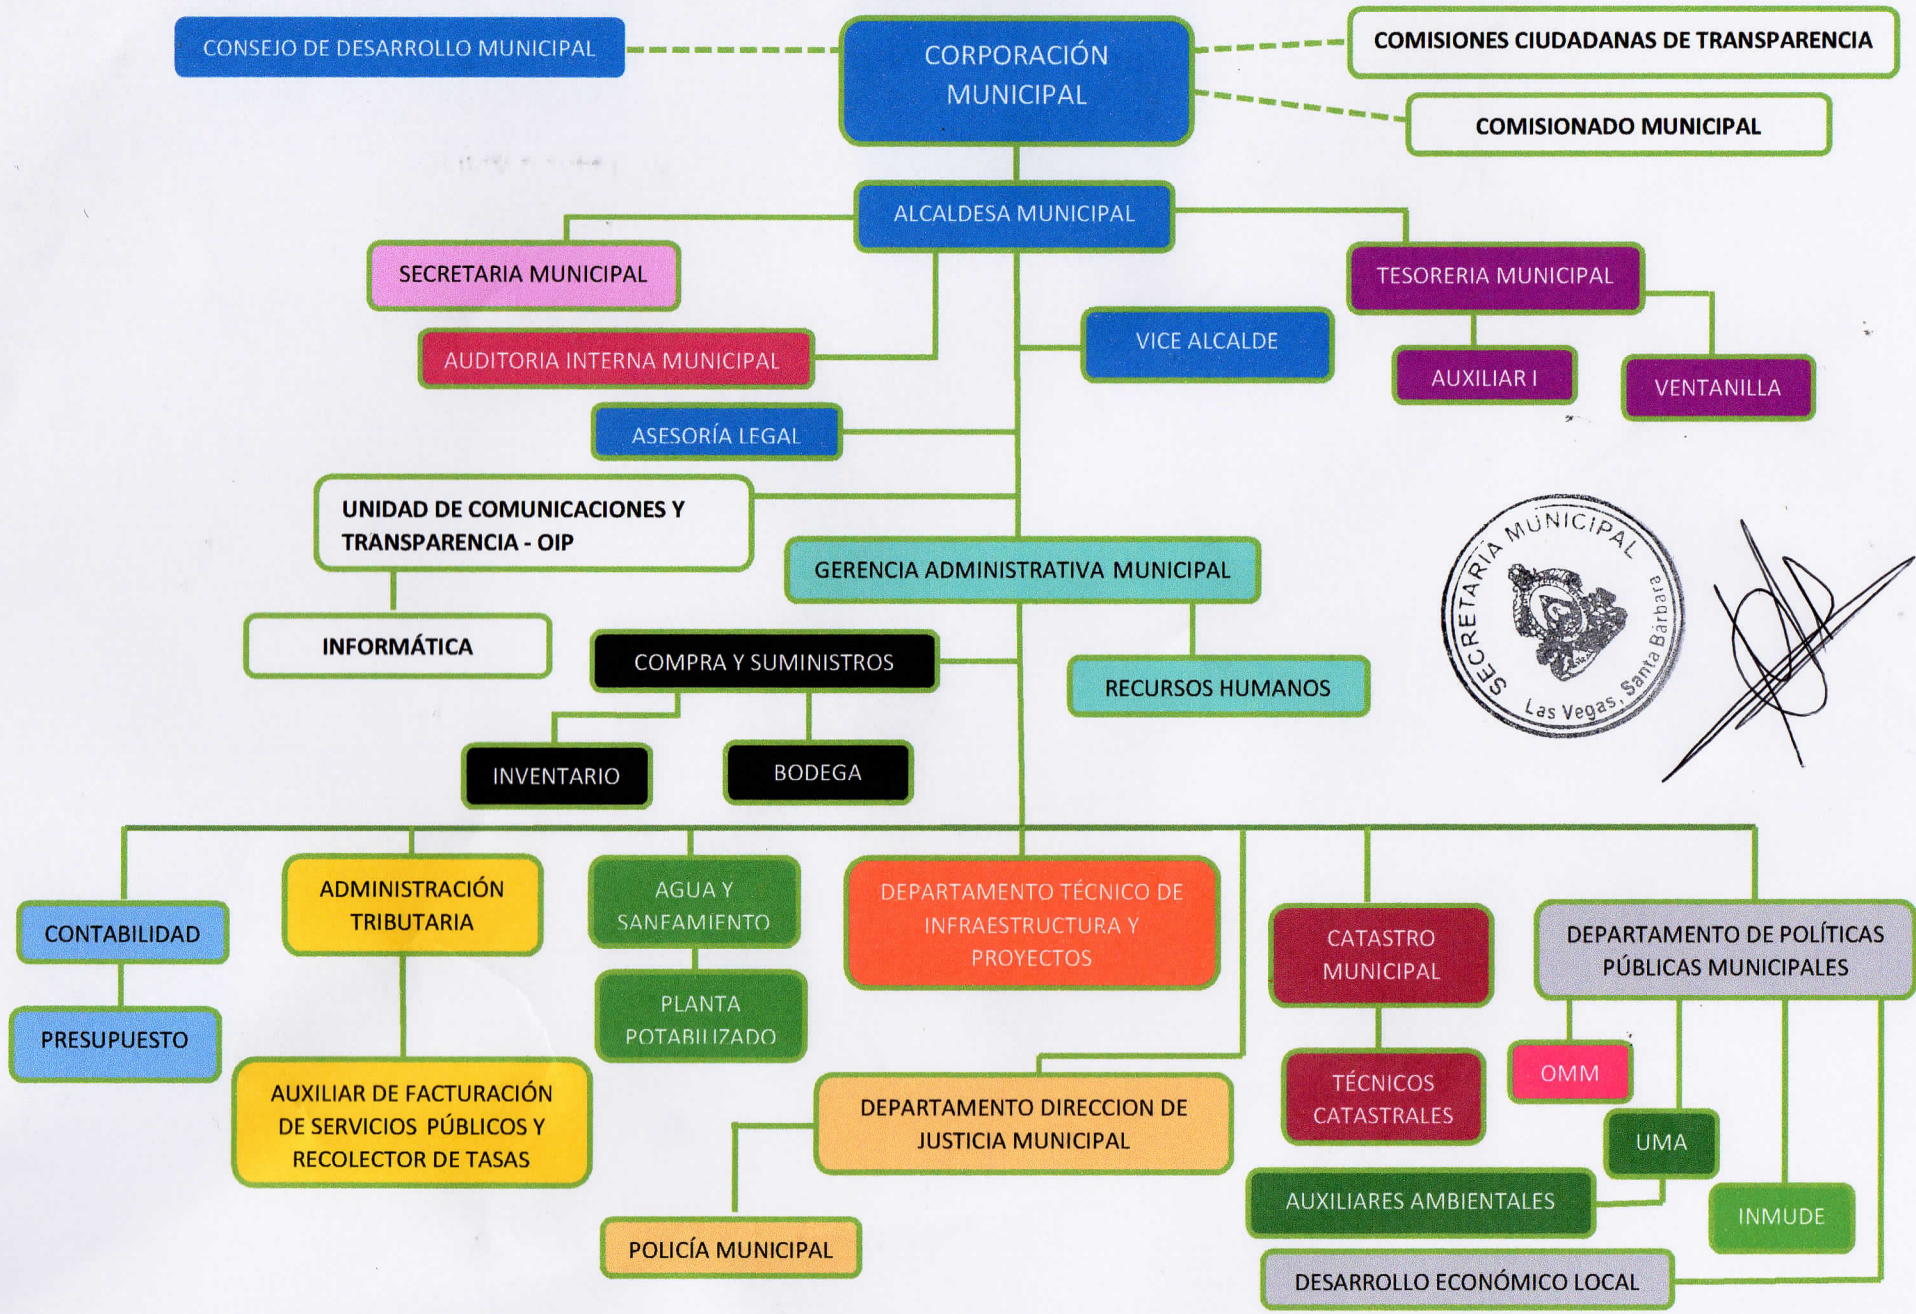 CONSEJO DE DESARROLLO MUNICIPAL
CORPORACIÓN
MUNICIPAL
COMISIONES CIUDADANAS DE TRANSPARENCIA
COMISIONADO MUNICIPAL
ALCALDESA MUNICIPAL
SECRETARIA MUNICIPAL
TESORERIA MUNICIPAL
AUDITORIA INTERNA MUNICIPAL
VICE ALCALDE
AUXILIAR I
VENTANILLA
ASESORÍA LEGAL
UNIDAD DE COMUNICACIONES Y
TRANSPARENCIA - OIP
GERENCIA ADMINISTRATIVA MUNICIPAL
SECRETARIA MUNICIPAL
Las Vegas, Santa Bárbara
INFORMÁTICA
COMPRA Y SUMINISTROS
RECURSOS HUMANOS
INVENTARIO
BODEGA
CONTABILIDAD
PRESUPUESTO
ADMINISTRACIÓN
TRIBUTARIA
AUXILIAR DE FACTURACIÓN
DE SERVICIOS PÚBLICOS Y
RECOLECTOR DE TASAS
AGUA Y
SANEAMIENTO
PLANTA
POTABILIZADO
DEPARTAMENTO TÉCNICO DE
INFRAESTRUCTURA Y
PROYECTOS
DEPARTAMENTO DIRECCION DE
JUSTICIA MUNICIPAL
POLICÍA MUNICIPAL
CATASTRO
MUNICIPAL
TÉCNICOS
CATASTRALES
DEPARTAMENTO DE POLÍTICAS
PÚBLICAS MUNICIPALES
OMM
UMA
AUXILIARES AMBIENTALES
INMUDE
DESARROLLO ECONÓMICO LOCAL